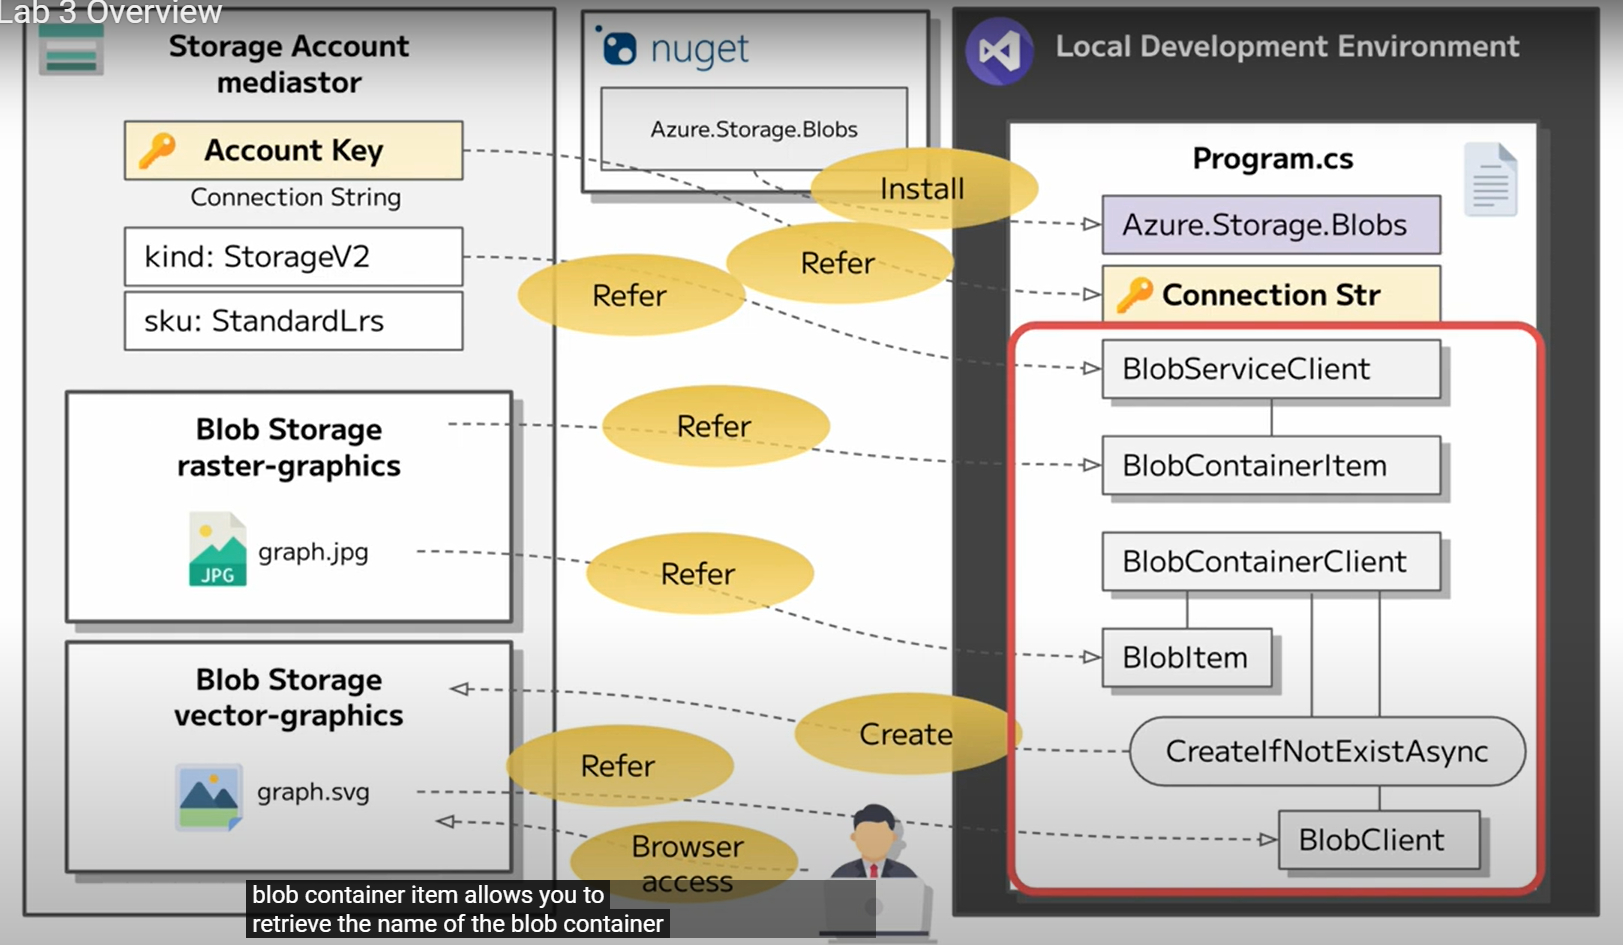 Lab 3 Overview
Storage Account
mediastor
Account Key
Connection String
kind: StorageV2
sku: StandardLrs
Blob Storage
raster-graphics
JPG
graph.jpg
Blob Storage
vector-graphics
graph.svg
nuget
Azure.Storage.Blobs
Install
Refer
Refer
Refer
Refer
Create
Refer
Browser
access
Local Development Environment
Program.cs
Azure.Storage.Blobs
Connection Str
BlobServiceClient
BlobContainerItem
BlobContainerClient
BlobItem
CreateIfNotExistAsync
BlobClient
blob container item allows you to
retrieve the name of the blob container